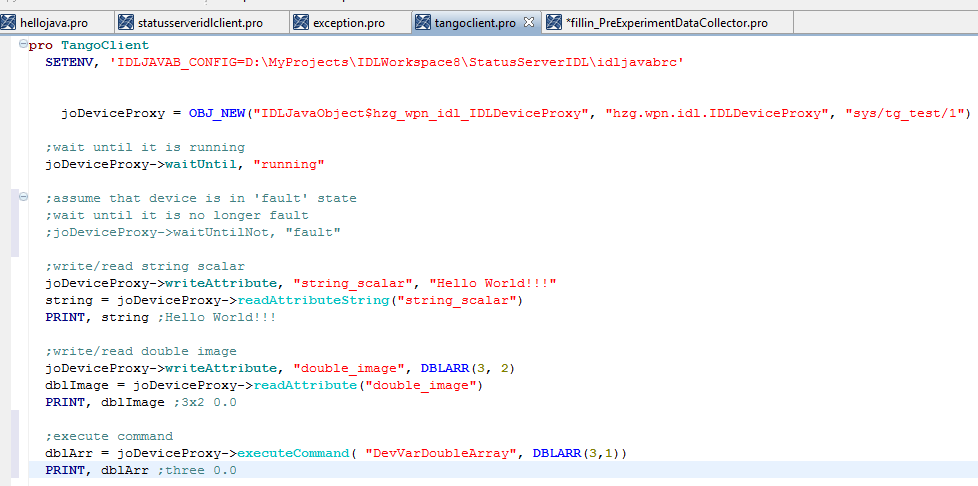 hellojava.pro statusserveridlclient.pro exception.pro tangoclient.pro *fillin_PreExperimentDataCollector.pro
pro TangoClient
SETENV, 'IDLJAVAB_CONFIG=D:\MyProjects\IDLWorkspace8\StatusServerIDL\idljavabrc'
joDeviceProxy = OBJ_NEW("IDLJavaObject$hzg_wpn_idl_IDLDeviceProxy", "hzg.wpn.idl.IDLDeviceProxy", "sys/tg_test/1")
;wait until it is running
joDeviceProxy->waitUntil, "running"
;assume that device is in 'fault' state
;wait until it is no longer fault
;joDeviceProxy->waitUntilNot, "fault"
;write/read string scalar
joDeviceProxy->writeAttribute, "string_scalar", "Hello World!!!"
string = joDeviceProxy->readAttributeString("string_scalar")
PRINT, string ;Hello World!!!
;write/read double image
joDeviceProxy->writeAttribute, "double_image", DBLARR(3, 2)
dblImage = joDeviceProxy->readAttribute("double_image")
PRINT, dblImage ;3x2 0.0
;execute command
dblArr = joDeviceProxy->executeCommand( "DevVarDoubleArray", DBLARR(3,1))
PRINT, dblArr ;three 0.0